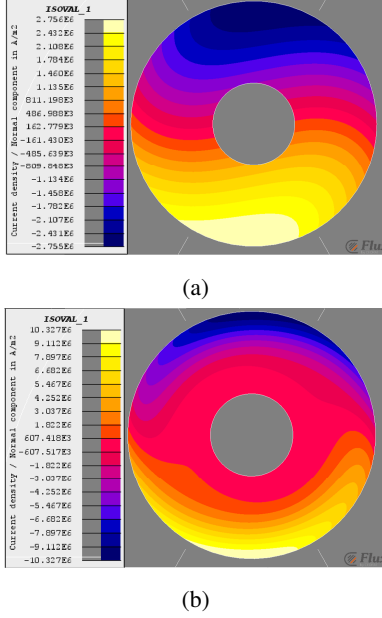 ISOVAL_1
Current density / Normal component in A/m2
2.756E6
2.432E6
2.108E6
1.784E6
1.460E6
1.135E6
811.198E3
486.988E3
162.779E3
-161.430E3
-485.639E3
-809.848E3
-1.134E6
-1.458E6
-1.782E6
-2.107E6
-2.431E6
-2.755E6
Flux
(a)
ISOVAL_1
Current density / Normal component in A/m2
10.327E6
9.112E6
7.897E6
6.682E6
5.467E6
4.252E6
3.037E6
1.822E6
607.418E3
-607.517E3
-1.822E6
-3.037E6
-4.252E6
-5.467E6
-6.682E6
-7.897E6
-9.112E6
-10.327E6
Flux
(b)